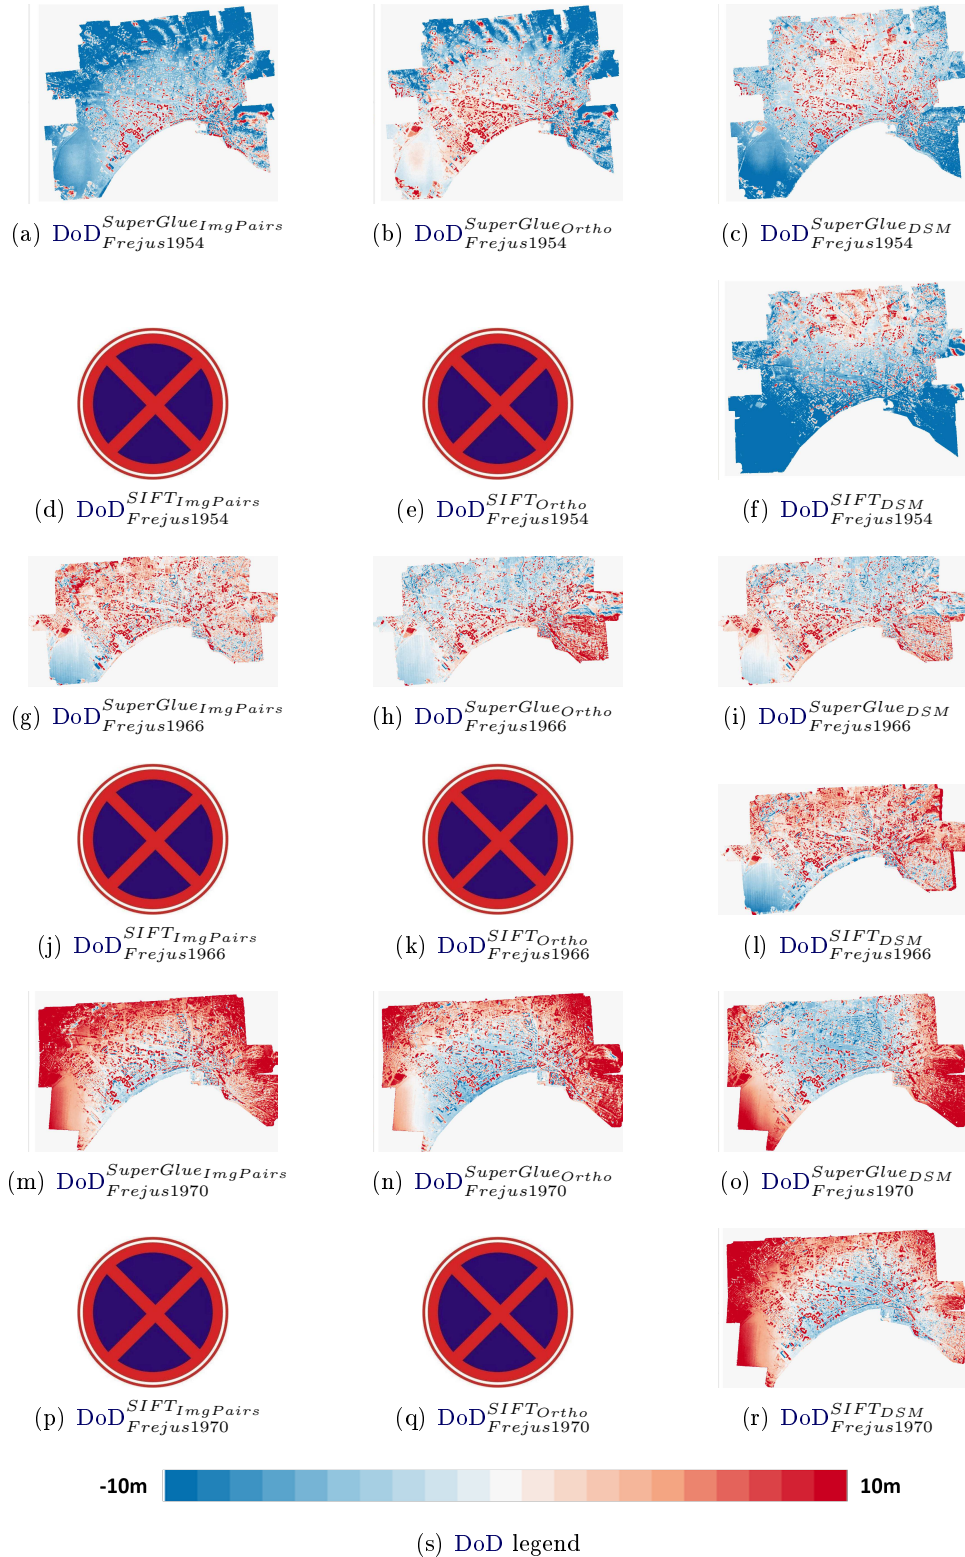 (a) DoD^{SuperGlue_{ImgPairs}}_{Frejus1954}
(b) DoD^{SuperGlue_{Ortho}}_{Frejus1954}
(c) DoD^{SuperGlue_{DSM}}_{Frejus1954}
(d) DoD^{SIFT_{ImgPairs}}_{Frejus1954}
(e) DoD^{SIFT_{Ortho}}_{Frejus1954}
(f) DoD^{SIFT_{DSM}}_{Frejus1954}
(g) DoD^{SuperGlue_{ImgPairs}}_{Frejus1966}
(h) DoD^{SuperGlue_{Ortho}}_{Frejus1966}
(i) DoD^{SuperGlue_{DSM}}_{Frejus1966}
(j) DoD^{SIFT_{ImgPairs}}_{Frejus1966}
(k) DoD^{SIFT_{Ortho}}_{Frejus1966}
(l) DoD^{SIFT_{DSM}}_{Frejus1966}
(m) DoD^{SuperGlue_{ImgPairs}}_{Frejus1970}
(n) DoD^{SuperGlue_{Ortho}}_{Frejus1970}
(o) DoD^{SuperGlue_{DSM}}_{Frejus1970}
(p) DoD^{SIFT_{ImgPairs}}_{Frejus1970}
(q) DoD^{SIFT_{Ortho}}_{Frejus1970}
(r) DoD^{SIFT_{DSM}}_{Frejus1970}
-10m 10m
(s) DoD legend